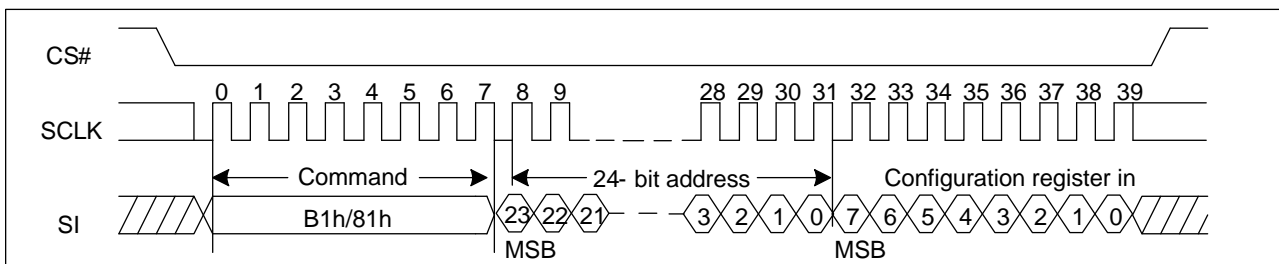 CS#
0 1 2 3 4 5 6 7 8 9 28 29 30 31 32 33 34 35 36 37 38 39
SCLK
Command 24- bit address Configuration register in
SI B1h/81h 23 22 21 3 2 1 0 7 6 5 4 3 2 1 0
MSB MSB